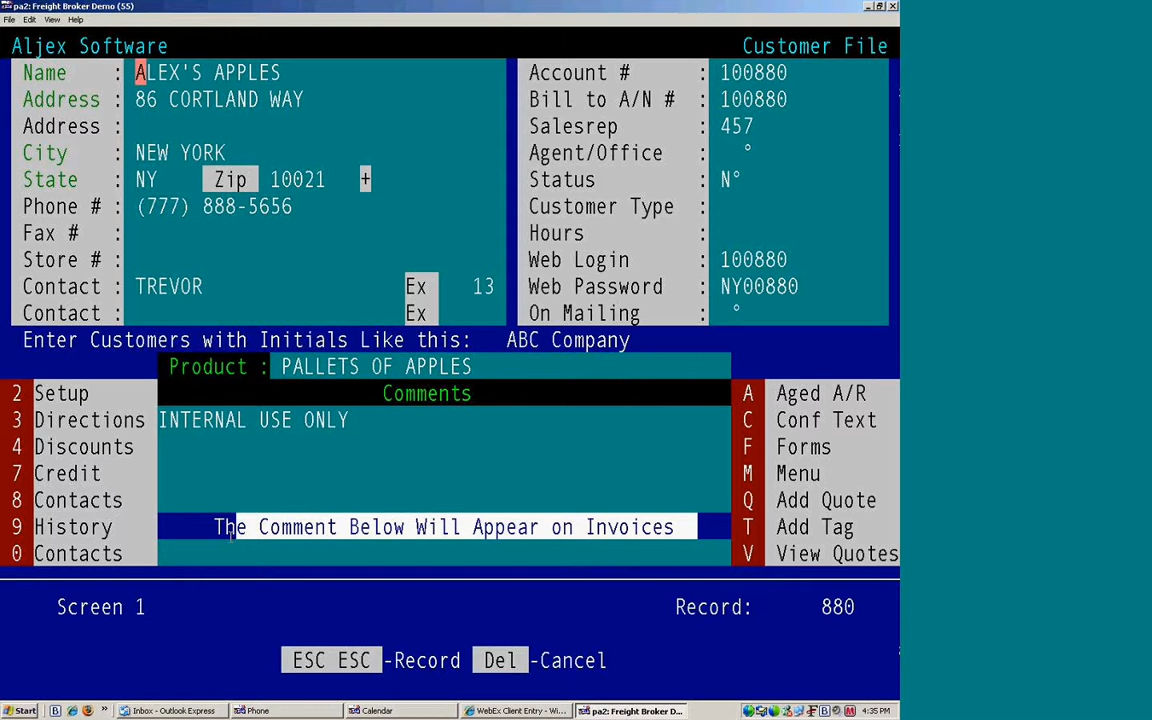 pa2: Freight Broker Demo (55)
File Edit View Help
Aljex Software Customer File
Name : ALEX'S APPLES Account # : 100880
Address : 86 CORTLAND WAY Bill to A/N # : 100880
Address : Salesrep : 457
City : NEW YORK Agent/Office : °
State : NY Zip 10021 + Status : N°
Phone # : (777) 888-5656 Customer Type :
Fax # : Hours :
Store # : Web Login : 100880
Contact : TREVOR Ex 13 Web Password : NY00880
Contact : Ex On Mailing : °
Enter Customers with Initials Like this: ABC Company
Product : PALLETS OF APPLES
2 Setup Comments A Aged A/R
3 Directions INTERNAL USE ONLY C Conf Text
4 Discounts F Forms
7 Credit M Menu
8 Contacts Q Add Quote
9 History The Comment Below Will Appear on Invoices T Add Tag
0 Contacts V View Quotes
Screen 1 Record: 880
ESC ESC -Record Del -Cancel
Start Inbox - Outlook Express Phone Calendar WebEx Client Entry - Wi... pa2: Freight Broker D... 4:35 PM